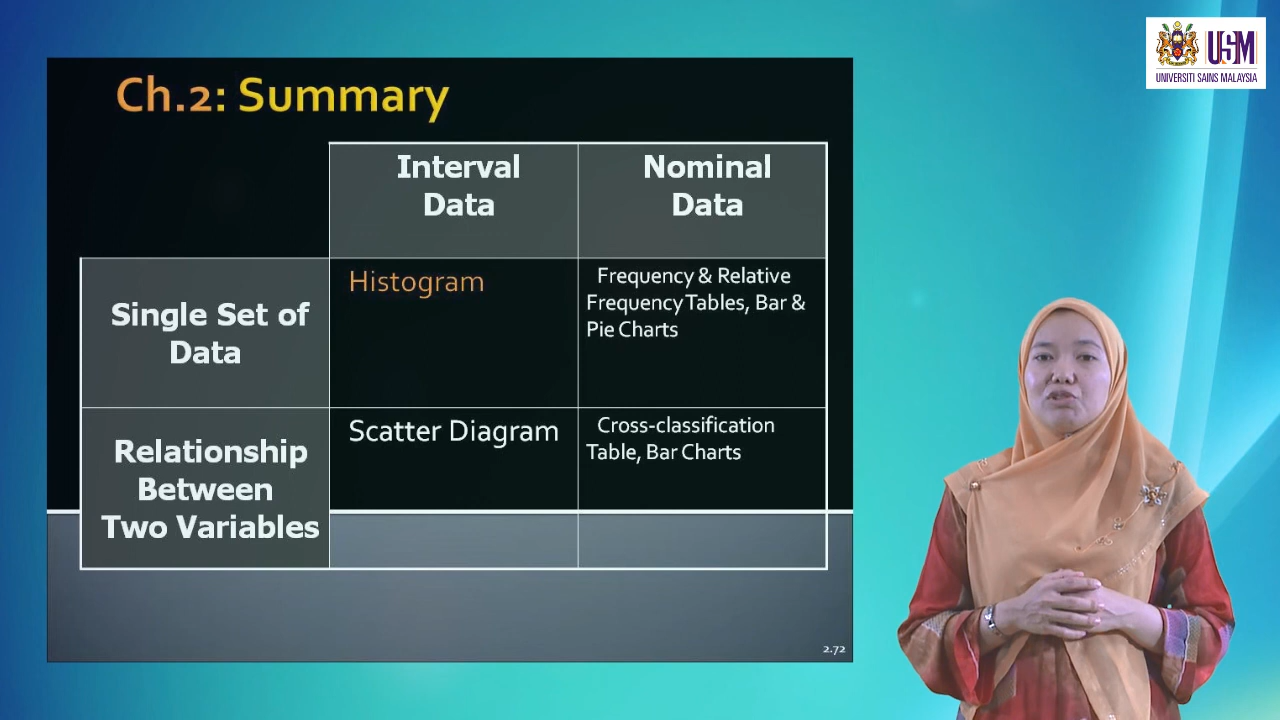 USM
UNIVERSITI SAINS MALAYSIA
Ch.2: Summary
Interval
Data
Nominal
Data
Single Set of
Data
Histogram
Frequency & Relative
Frequency Tables, Bar &
Pie Charts
Relationship
Between
Two Variables
Scatter Diagram
Cross-classification
Table, Bar Charts
2.72